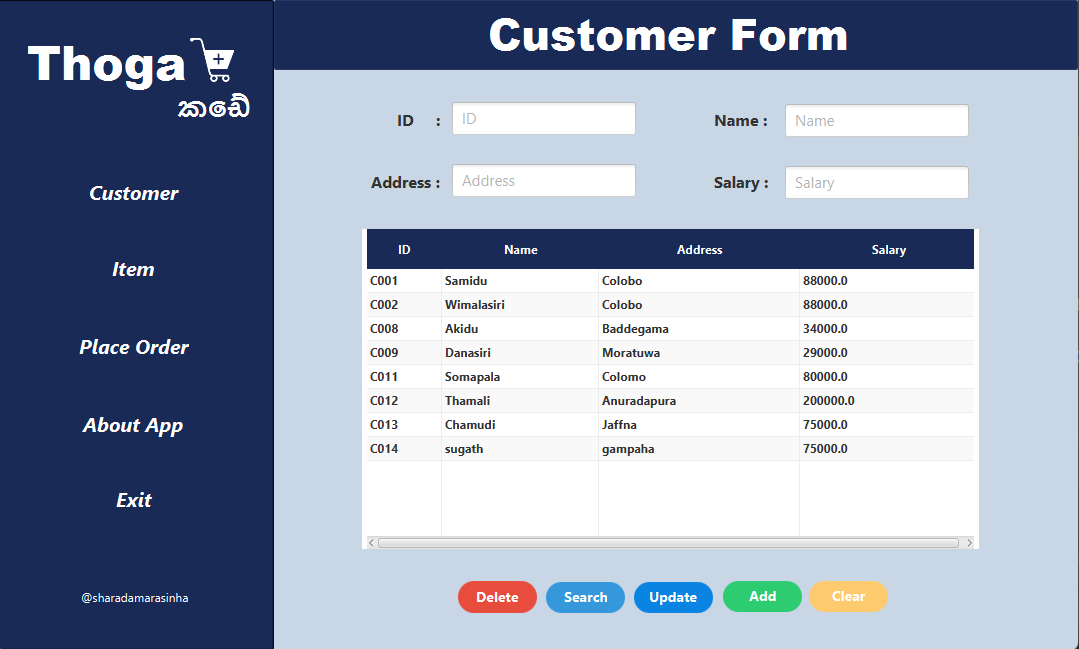 Thoga
කඩේ
Customer
Item
Place Order
About App
Exit
@sharadamarasinha
Customer Form
ID : ID Name : Name
Address : Address Salary : Salary
ID Name Address Salary
C001 Samidu Colobo 88000.0
C002 Wimalasiri Colobo 88000.0
C008 Akidu Baddegama 34000.0
C009 Danasiri Moratuwa 29000.0
C011 Somapala Colomo 80000.0
C012 Thamali Anuradapura 200000.0
C013 Chamudi Jaffna 75000.0
C014 sugath gampaha 75000.0
Delete Search Update Add Clear